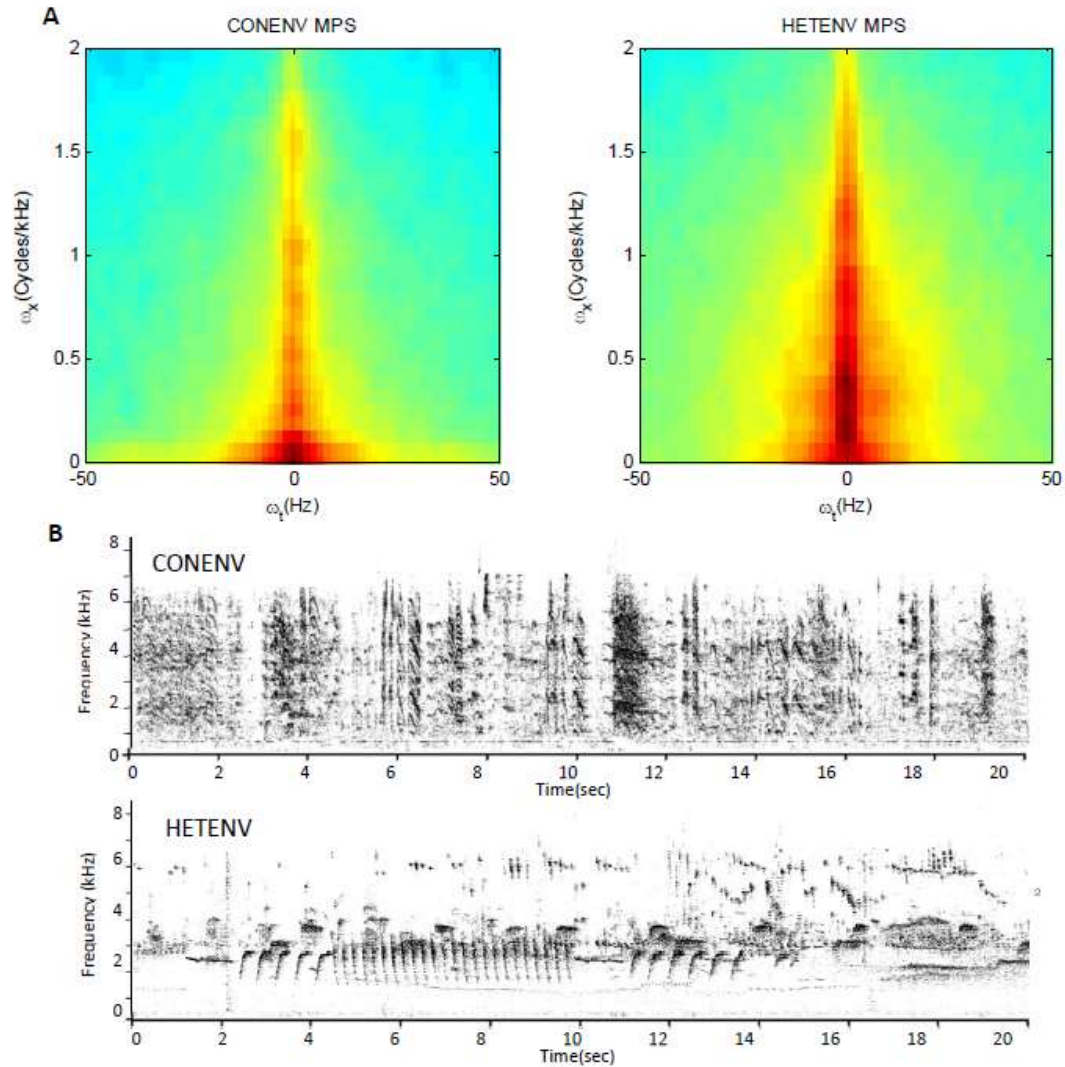 A
CONENV MPS
HETENV MPS
2
1.5
1
0.5
0
ωx(Cycles/kHz)
-50
0
50
ωt(Hz)
2
1.5
1
0.5
0
ωx(Cycles/kHz)
-50
0
50
ωt(Hz)
B
CONENV
8
6
4
2
0
Frequency (kHz)
0 2 4 6 8 10 12 14 16 18 20
Time(sec)
HETENV
8
6
4
2
0
Frequency (kHz)
0 2 4 6 8 10 12 14 16 18 20
Time(sec)
2